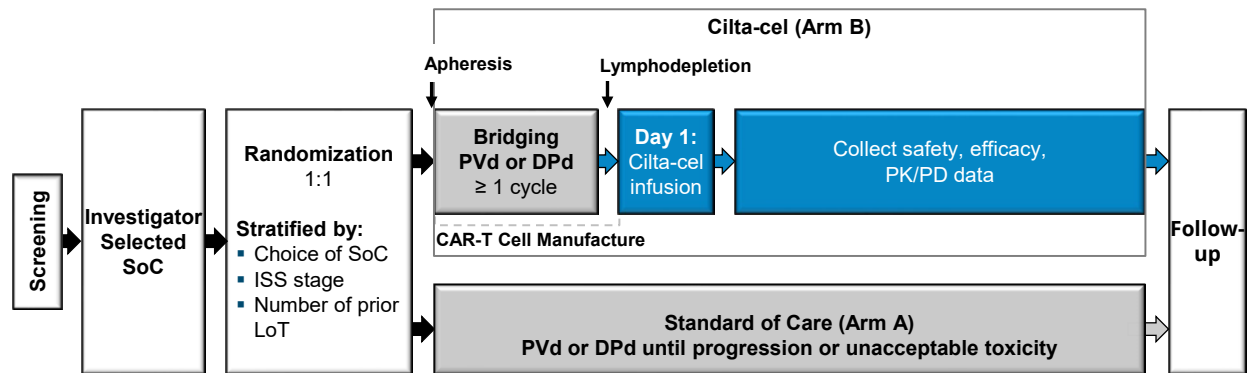 Cilta-cel (Arm B)
Apheresis
Lymphodepletion
Screening
Investigator
Selected
SoC
Randomization
1:1
Stratified by:
▪ Choice of SoC
▪ ISS stage
▪ Number of prior
LoT
Bridging
PVd or DPd
≥ 1 cycle
Day 1:
Cilta-cel
infusion
Collect safety, efficacy,
PK/PD data
CAR-T Cell Manufacture
Standard of Care (Arm A)
PVd or DPd until progression or unacceptable toxicity
Follow-
up